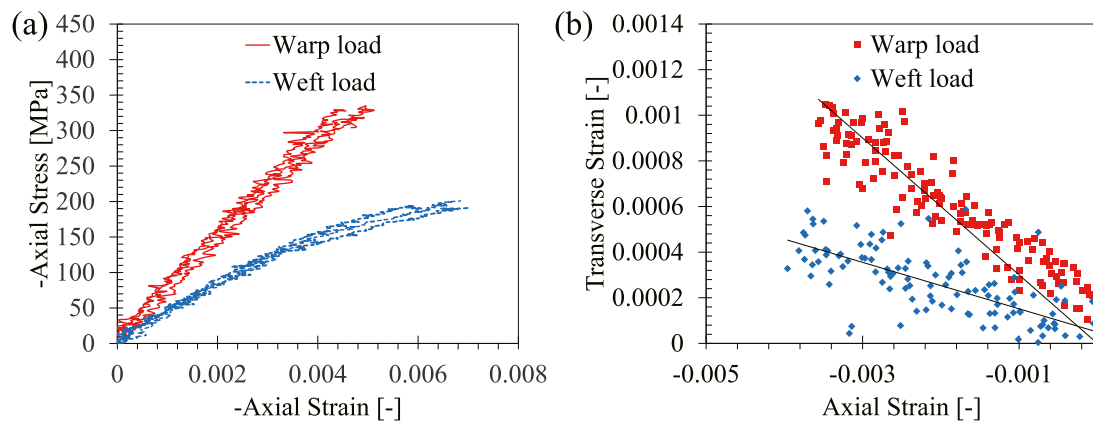 (a)
-Axial Stress [MPa]
450
400
350
300
250
200
150
100
50
0
Warp load
Weft load
0 0.002 0.004 0.006 0.008
-Axial Strain [-]
(b)
Transverse Strain [-]
0.0014
0.0012
0.001
0.0008
0.0006
0.0004
0.0002
0
Warp load
Weft load
-0.005 -0.003 -0.001
Axial Strain [-]